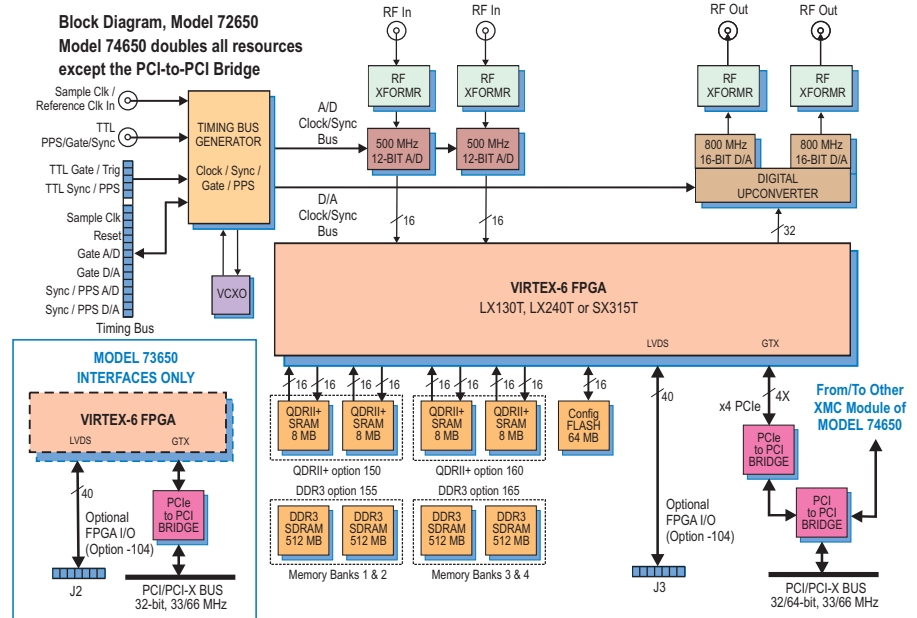 Block Diagram, Model 72650
Model 74650 doubles all resources
except the PCI-to-PCI Bridge
RF In
RF In
RF Out
RF Out
Sample Clk /
Reference Clk In
TTL
PPS/Gate/Sync
TTL Gate / Trig
TTL Sync / PPS
Sample Clk
Reset
Gate A/D
Gate D/A
Sync / PPS A/D
Sync / PPS D/A
Timing Bus
TIMING BUS
GENERATOR
Clock / Sync /
Gate / PPS
VCXO
A/D
Clock/Sync
Bus
D/A
Clock/Sync
Bus
RF
XFORMR
RF
XFORMR
RF
XFORMR
RF
XFORMR
500 MHz
12-BIT A/D
500 MHz
12-BIT A/D
800 MHz
16-BIT D/A
800 MHz
16-BIT D/A
DIGITAL
UPCONVERTER
16
16
32
VIRTEX-6 FPGA
LX130T, LX240T or SX315T
LVDS
GTX
16
16
16
16
16
16
16
16
16
40
4X
x4 PCIe
QDRII+
SRAM
8 MB
QDRII+
SRAM
8 MB
QDRII+
SRAM
8 MB
QDRII+
SRAM
8 MB
Config
FLASH
64 MB
QDRII+ option 150
QDRII+ option 160
DDR3 option 155
DDR3 option 165
DDR3
SDRAM
512 MB
DDR3
SDRAM
512 MB
DDR3
SDRAM
512 MB
DDR3
SDRAM
512 MB
Memory Banks 1 & 2
Memory Banks 3 & 4
Optional
FPGA I/O
(Option -104)
J3
PCIe
to PCI
BRIDGE
PCI
to PCI
BRIDGE
From/To Other
XMC Module of
MODEL 74650
PCI/PCI-X BUS
32/64-bit, 33/66 MHz
MODEL 73650
INTERFACES ONLY
VIRTEX-6 FPGA
LVDS
GTX
40
Optional
FPGA I/O
(Option -104)
PCIe
to PCI
BRIDGE
J2
PCI/PCI-X BUS
32-bit, 33/66 MHz